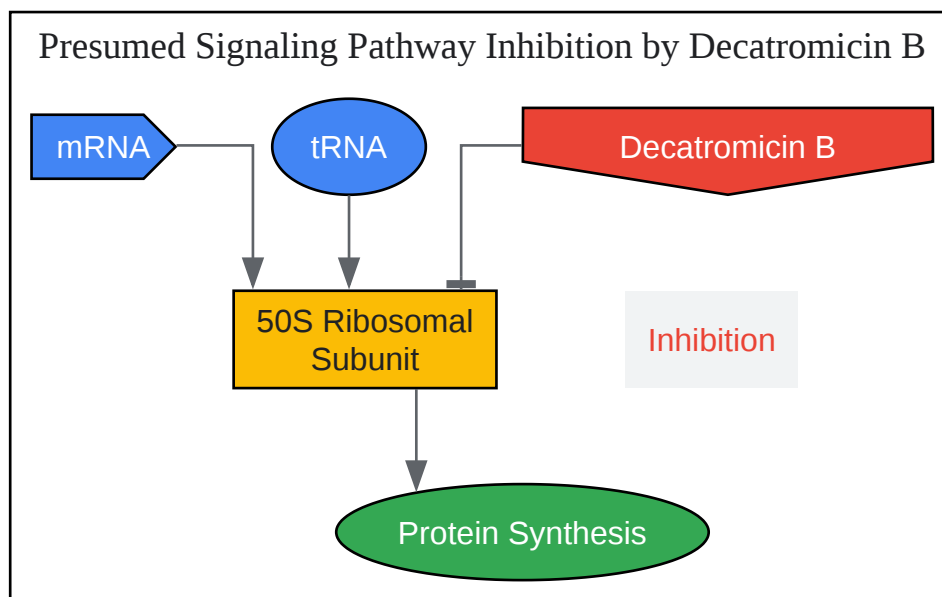 Presumed Signaling Pathway Inhibition by Decatromicin B
mRNA
tRNA
Decatromicin B
50S Ribosomal
Subunit
Inhibition
Protein Synthesis